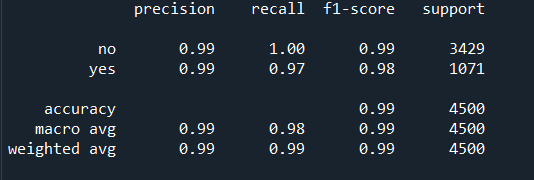 precision recall f1-score support
no 0.99 1.00 0.99 3429
yes 0.99 0.97 0.98 1071
accuracy 0.99 4500
macro avg 0.99 0.98 0.99 4500
weighted avg 0.99 0.99 0.99 4500